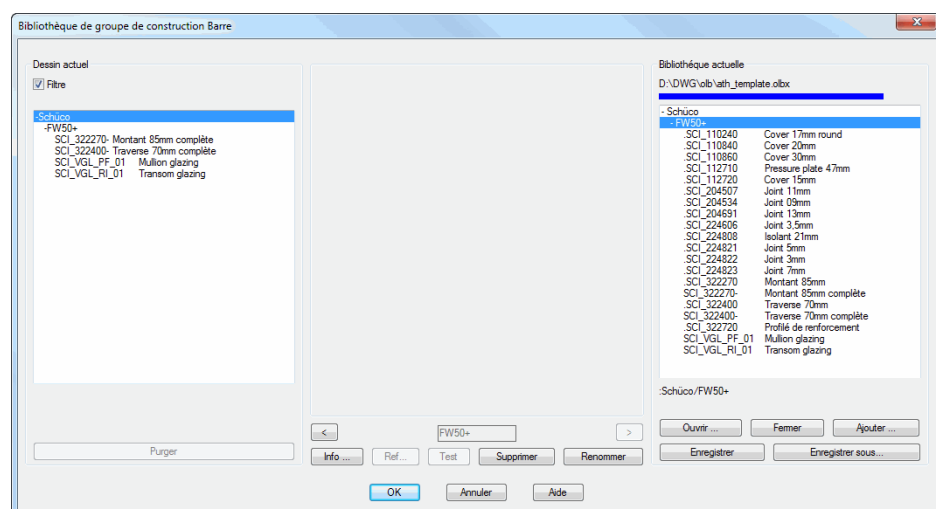 Bibliothèque de groupe de construction Barre
x
Dessin actuel
Filtre
-Schüco
-FW50+
SCI_322270- Montant 85mm complète
SCI_322400- Traverse 70mm complète
SCI_VGL_PF_01 Mullion glazing
SCI_VGL_RI_01 Transom glazing
Purger
<
FW50+
>
Info ...
Ref...
Test
Supprimer
Renommer
Bibliothéque actuelle
D:\DWG\olb\ath_template.olbx
- Schüco
- FW50+
.SCI_110240 Cover 17mm round
.SCI_110840 Cover 20mm
.SCI_110860 Cover 30mm
.SCI_112710 Pressure plate 47mm
.SCI_112720 Cover 15mm
.SCI_204507 Joint 11mm
.SCI_204534 Joint 09mm
.SCI_204691 Joint 13mm
.SCI_224606 Joint 3,5mm
.SCI_224808 Isolant 21mm
.SCI_224821 Joint 5mm
.SCI_224822 Joint 3mm
.SCI_224823 Joint 7mm
.SCI_322270 Montant 85mm
SCI_322270- Montant 85mm complète
.SCI_322400 Traverse 70mm
SCI_322400- Traverse 70mm complète
.SCI_322720 Profilé de renforcement
SCI_VGL_PF_01 Mullion glazing
SCI_VGL_RI_01 Transom glazing
:Schüco/FW50+
Ouvrir ...
Fermer
Ajouter ...
Enregistrer
Enregistrer sous...
OK
Annuler
Aide